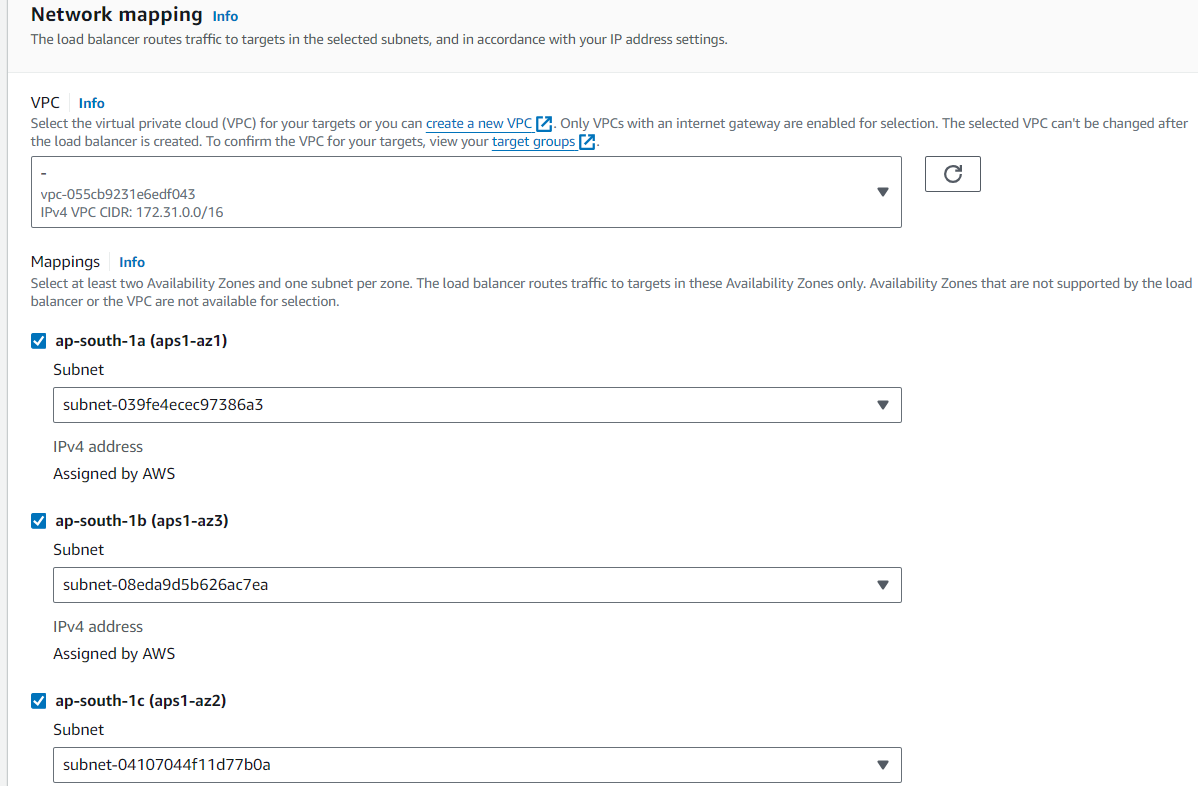 Network mapping Info
The load balancer routes traffic to targets in the selected subnets, and in accordance with your IP address settings.
VPC Info
Select the virtual private cloud (VPC) for your targets or you can create a new VPC. Only VPCs with an internet gateway are enabled for selection. The selected VPC can't be changed after
the load balancer is created. To confirm the VPC for your targets, view your target groups.
-
vpc-055cb9231e6edf043
IPv4 VPC CIDR: 172.31.0.0/16
Mappings Info
Select at least two Availability Zones and one subnet per zone. The load balancer routes traffic to targets in these Availability Zones only. Availability Zones that are not supported by the load
balancer or the VPC are not available for selection.
ap-south-1a (aps1-az1)
Subnet
subnet-039fe4ecec97386a3
IPv4 address
Assigned by AWS
ap-south-1b (aps1-az3)
Subnet
subnet-08eda9d5b626ac7ea
IPv4 address
Assigned by AWS
ap-south-1c (aps1-az2)
Subnet
subnet-04107044f11d77b0a